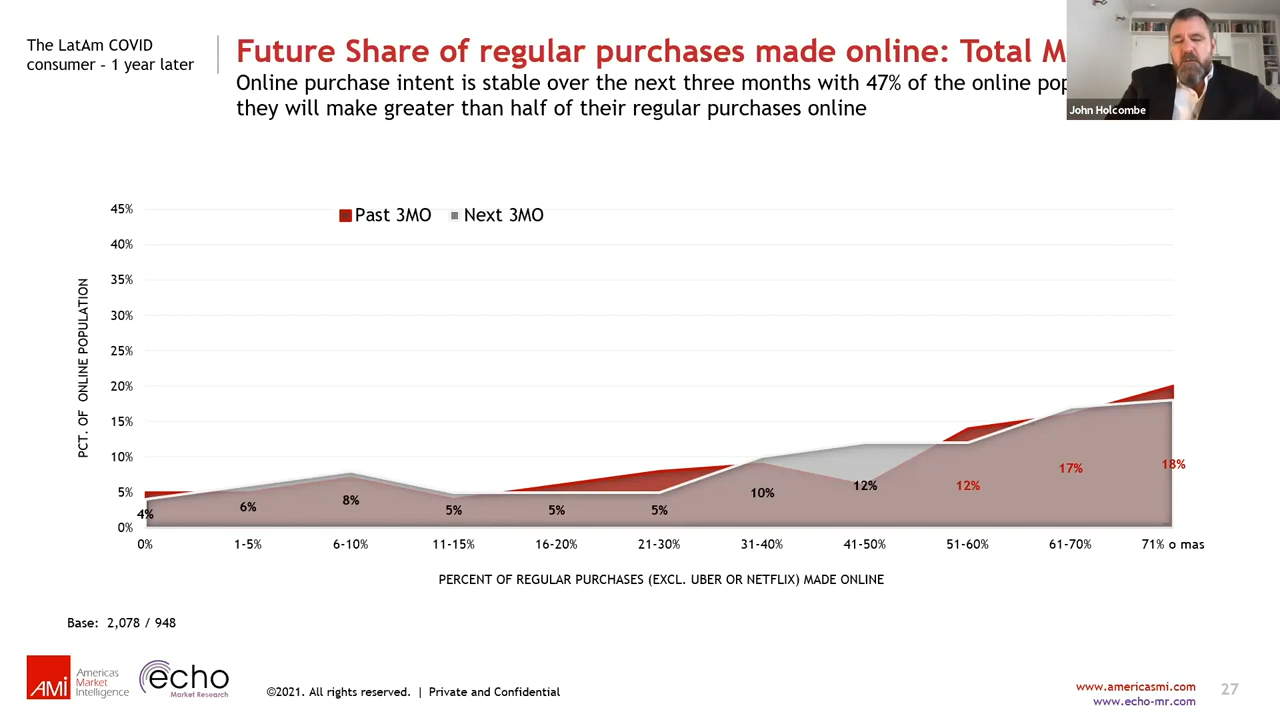 The LatAm COVID
consumer – 1 year later
Future Share of regular purchases made online: Total
Online purchase intent is stable over the next three months with 47% of the online
they will make greater than half of their regular purchases online
John Holcombe
Past 3MO Next 3MO
45%
40%
35%
30%
25%
20%
15%
10%
5%
0%
PCT. OF ONLINE POPULATION
4% 6% 8% 5% 5% 5% 10% 12% 12% 17% 18%
0% 1-5% 6-10% 11-15% 16-20% 21-30% 31-40% 41-50% 51-60% 61-70% 71% o mas
PERCENT OF REGULAR PURCHASES (EXCL. UBER OR NETFLIX) MADE ONLINE
Base: 2,078 / 948
AMI
Americas
Market
Intelligence
echo
Market Research
©2021. All rights reserved. | Private and Confidential
www.americasmi.com
www.echo-mr.com
27